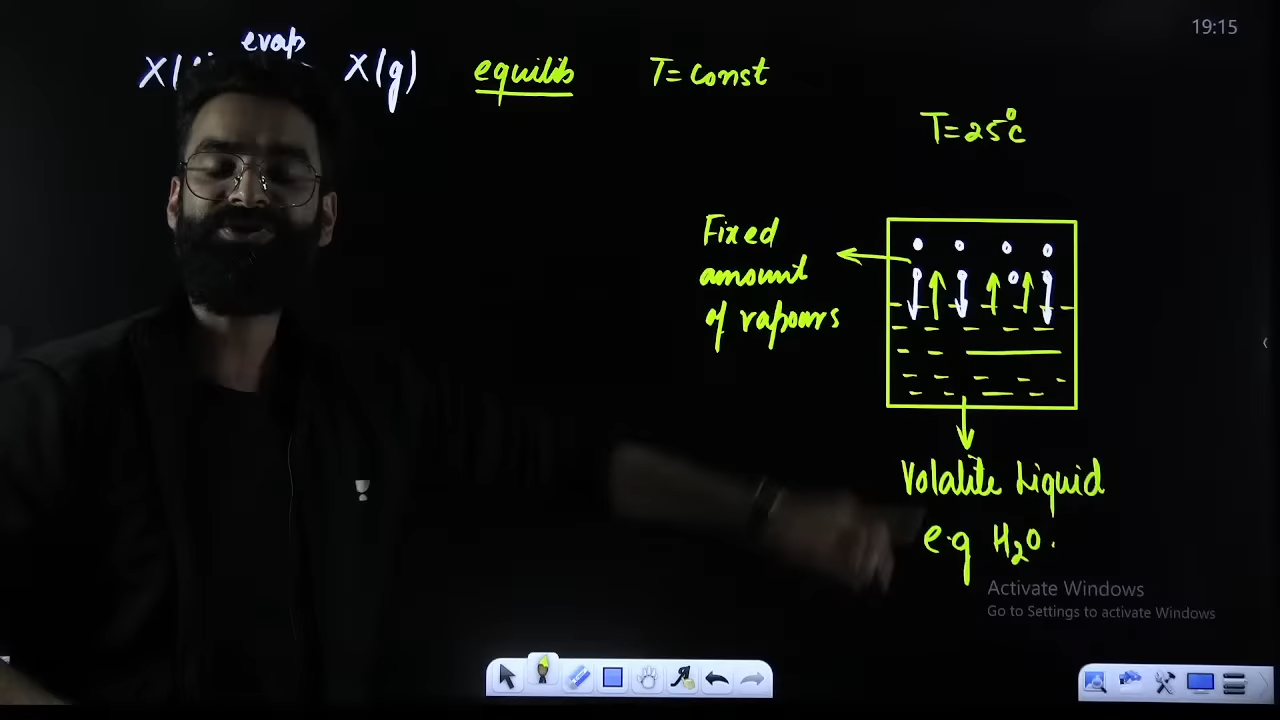 19:15
evap
X(g) equilib T= const
T=25°C
Fixed
amount
of vapours
Volatite Liquid
e.g H₂O.
Activate Windows
Go to Settings to activate Windows